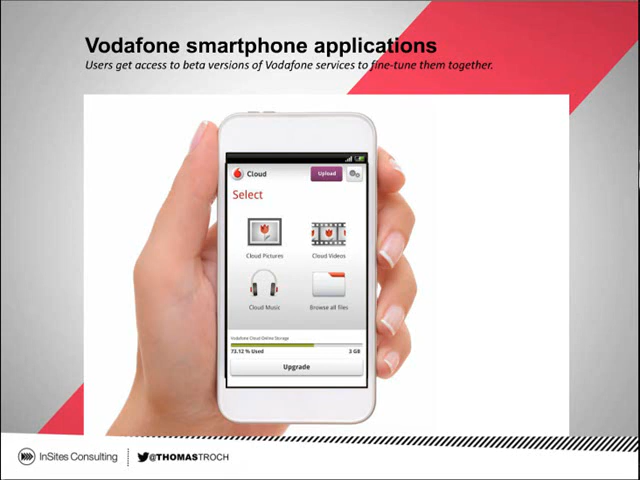 Vodafone smartphone applications
Users get access to beta versions of Vodafone services to fine-tune them together.
Cloud
Upload
Select
Cloud Pictures
Cloud Videos
Cloud Music
Browse all files
Vodafone Cloud Online Storage
73.12 % Used
3 GB
Upgrade
InSites Consulting
@THOMASTROCH